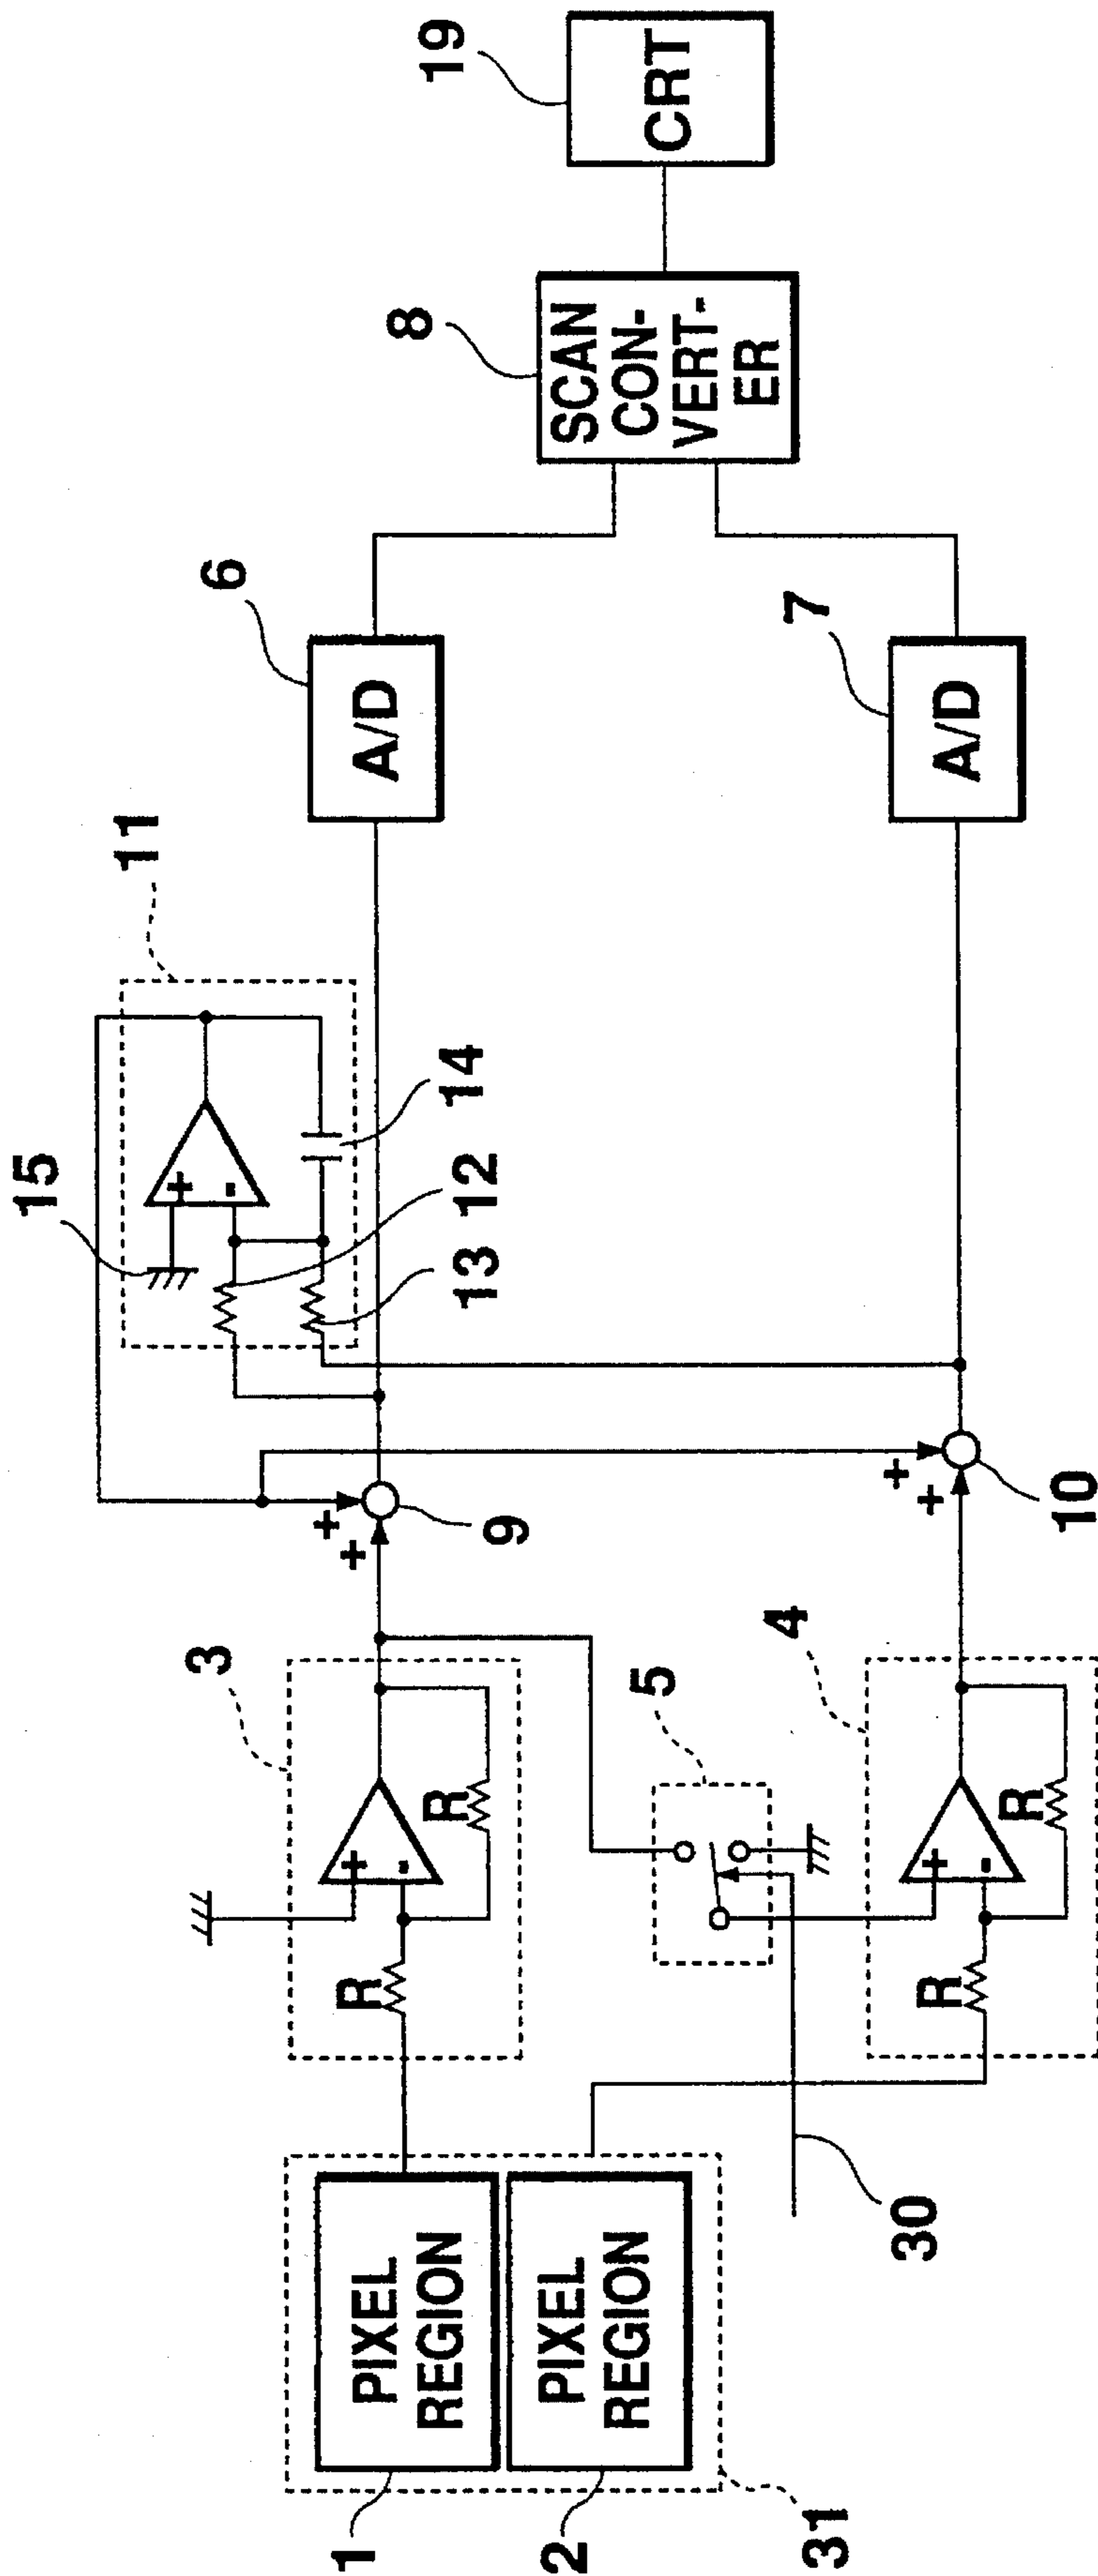 1
PIXEL
REGION
2
PIXEL
REGION
31
30
3
R
R
+
-
4
R
R
+
-
5
+
+
9
+
+
10
11
15
+
-
12
13
14
6
A/D
7
A/D
8
SCAN
CON-
VERT-
ER
19
CRT